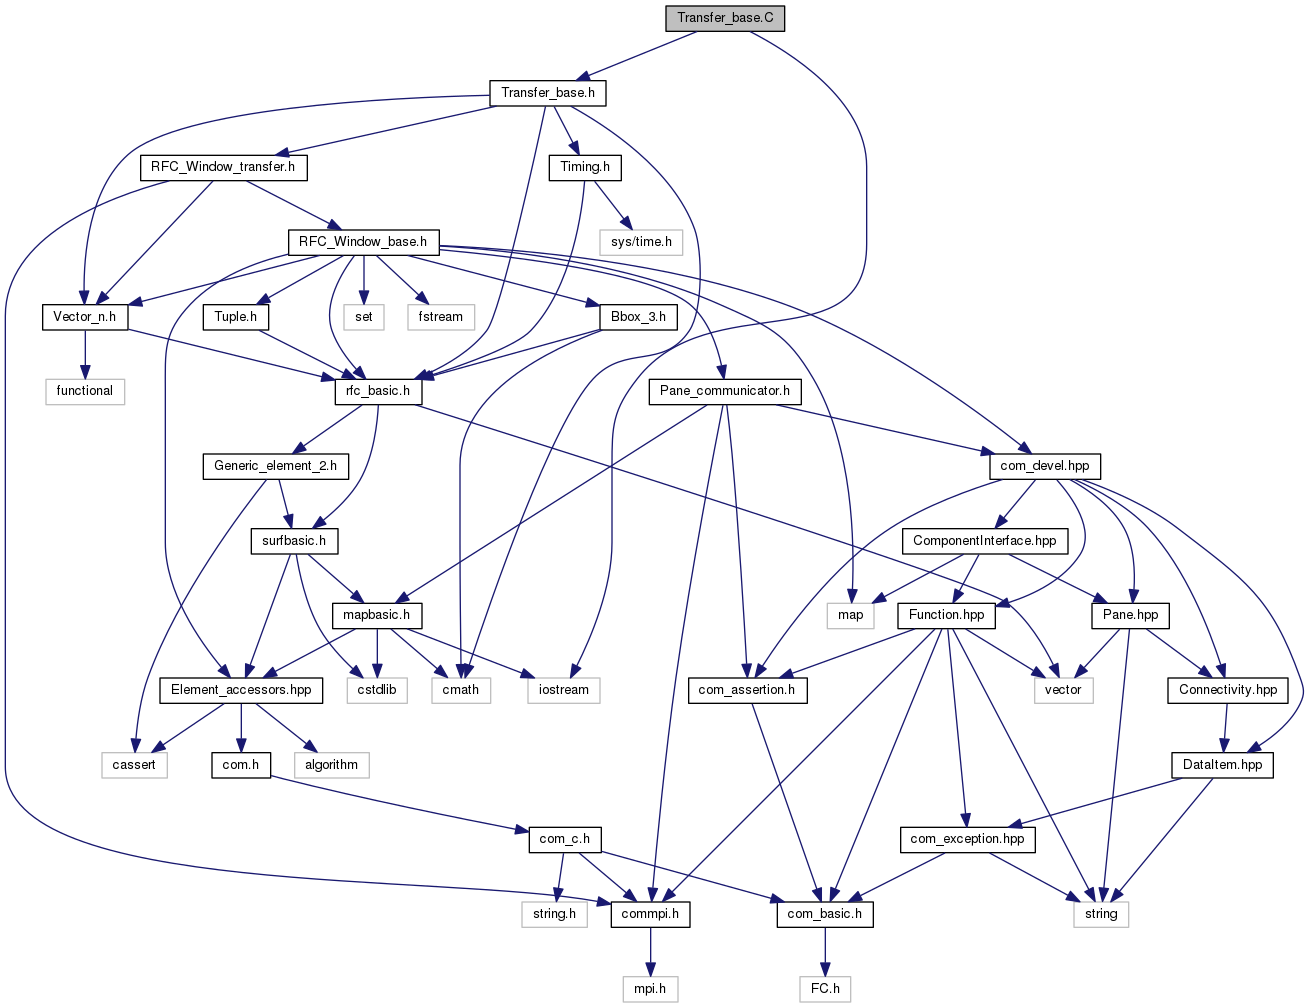 Transfer_base.C
Transfer_base.h
RFC_Window_transfer.h
Timing.h
RFC_Window_base.h
sys/time.h
Vector_n.h
Tuple.h
set
fstream
Bbox_3.h
functional
rfc_basic.h
Pane_communicator.h
Generic_element_2.h
com_devel.hpp
surfbasic.h
ComponentInterface.hpp
mapbasic.h
map
Function.hpp
Pane.hpp
Element_accessors.hpp
cstdlib
cmath
iostream
com_assertion.h
vector
Connectivity.hpp
cassert
com.h
algorithm
DataItem.hpp
com_c.h
com_exception.hpp
string.h
commpi.h
com_basic.h
string
mpi.h
FC.h